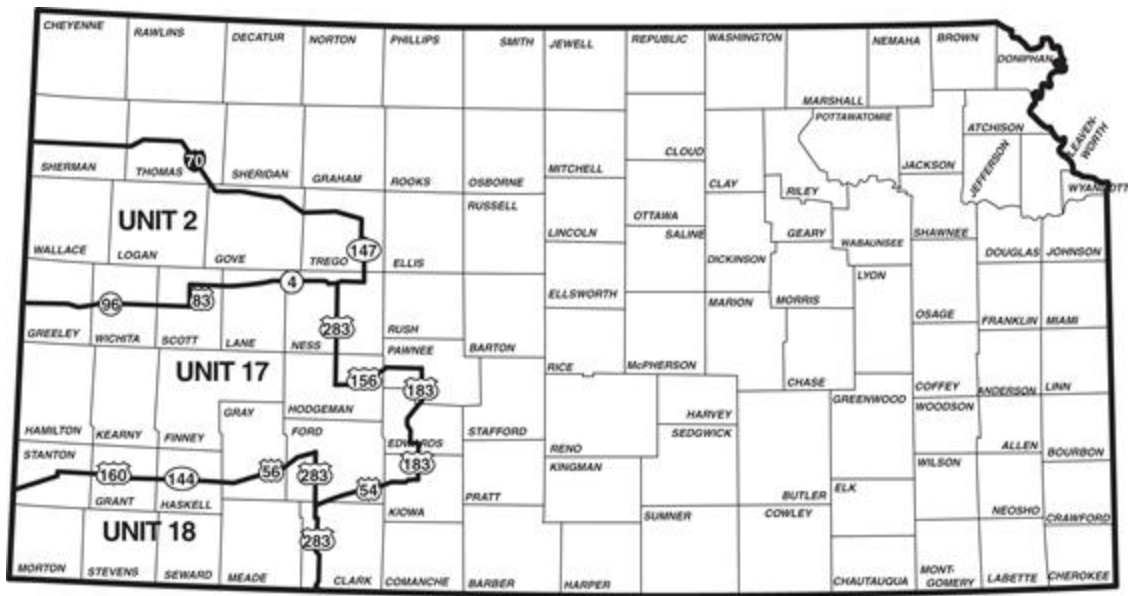 CHEYENNE
RAWLINS
DECATUR
NORTON
PHILLIPS
SMITH
JEWELL
REPUBLIC
WASHINGTON
NEMAHA
BROWN
DONIPHAN
MARSHALL
POTTAWATOMIE
ATCHISON
LEAVEN-
WORTH
70
SHERMAN
THOMAS
SHERIDAN
GRAHAM
ROOKS
OSBORNE
MITCHELL
CLOUD
CLAY
RILEY
JACKSON
JEFFERSON
WYANDOTT
UNIT 2
RUSSELL
LINCOLN
OTTAWA
SALINE
GEARY
WABAUNSEE
SHAWNEE
DOUGLAS
JOHNSON
WALLACE
LOGAN
GOVE
TREGO
147
ELLIS
DICKINSON
LYON
96
83
4
283
ELLSWORTH
MARION
MORRIS
OSAGE
FRANKLIN
MIAMI
GREELEY
WICHITA
SCOTT
LANE
NESS
RUSH
PAWNEE
BARTON
RICE
McPHERSON
CHASE
UNIT 17
156
183
COFFEY
ANDERSON
LINN
GREENWOOD
WOODSON
HODGEMAN
GRAY
FORD
STAFFORD
HARVEY
SEDGWICK
RENO
KINGMAN
HAMILTON
KEARNY
FINNEY
EDWARDS
ALLEN
BOURBON
STANTON
160
144
56
283
54
183
WILSON
GRANT
HASKELL
KIOWA
PRATT
BUTLER
ELK
COWLEY
NEOSHO
CRAWFORD
SUMNER
UNIT 18
283
MORTON
STEVENS
SEWARD
MEADE
CLARK
COMANCHE
BARBER
HARPER
CHAUTAUQUA
MONT-
GOMERY
LABETTE
CHEROKEE